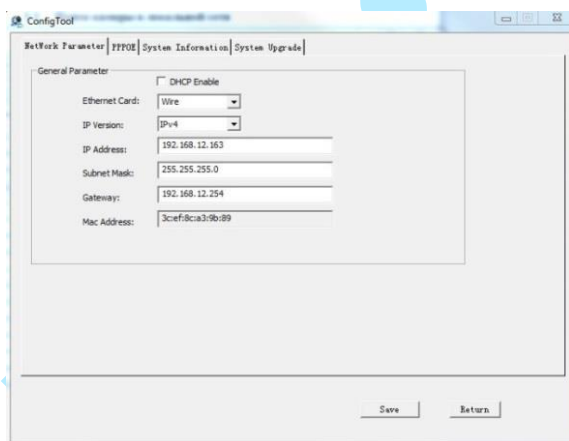 ConfigTool
NetWork Parameter PPPOE System Information System Upgrade
General Parameter
DHCP Enable
Ethernet Card: Wire
IP Version: IPv4
IP Address: 192.168.12.163
Subnet Mask: 255.255.255.0
Gateway: 192.168.12.254
Mac Address: 3c:ef:8c:a3:9b:89
Save Return